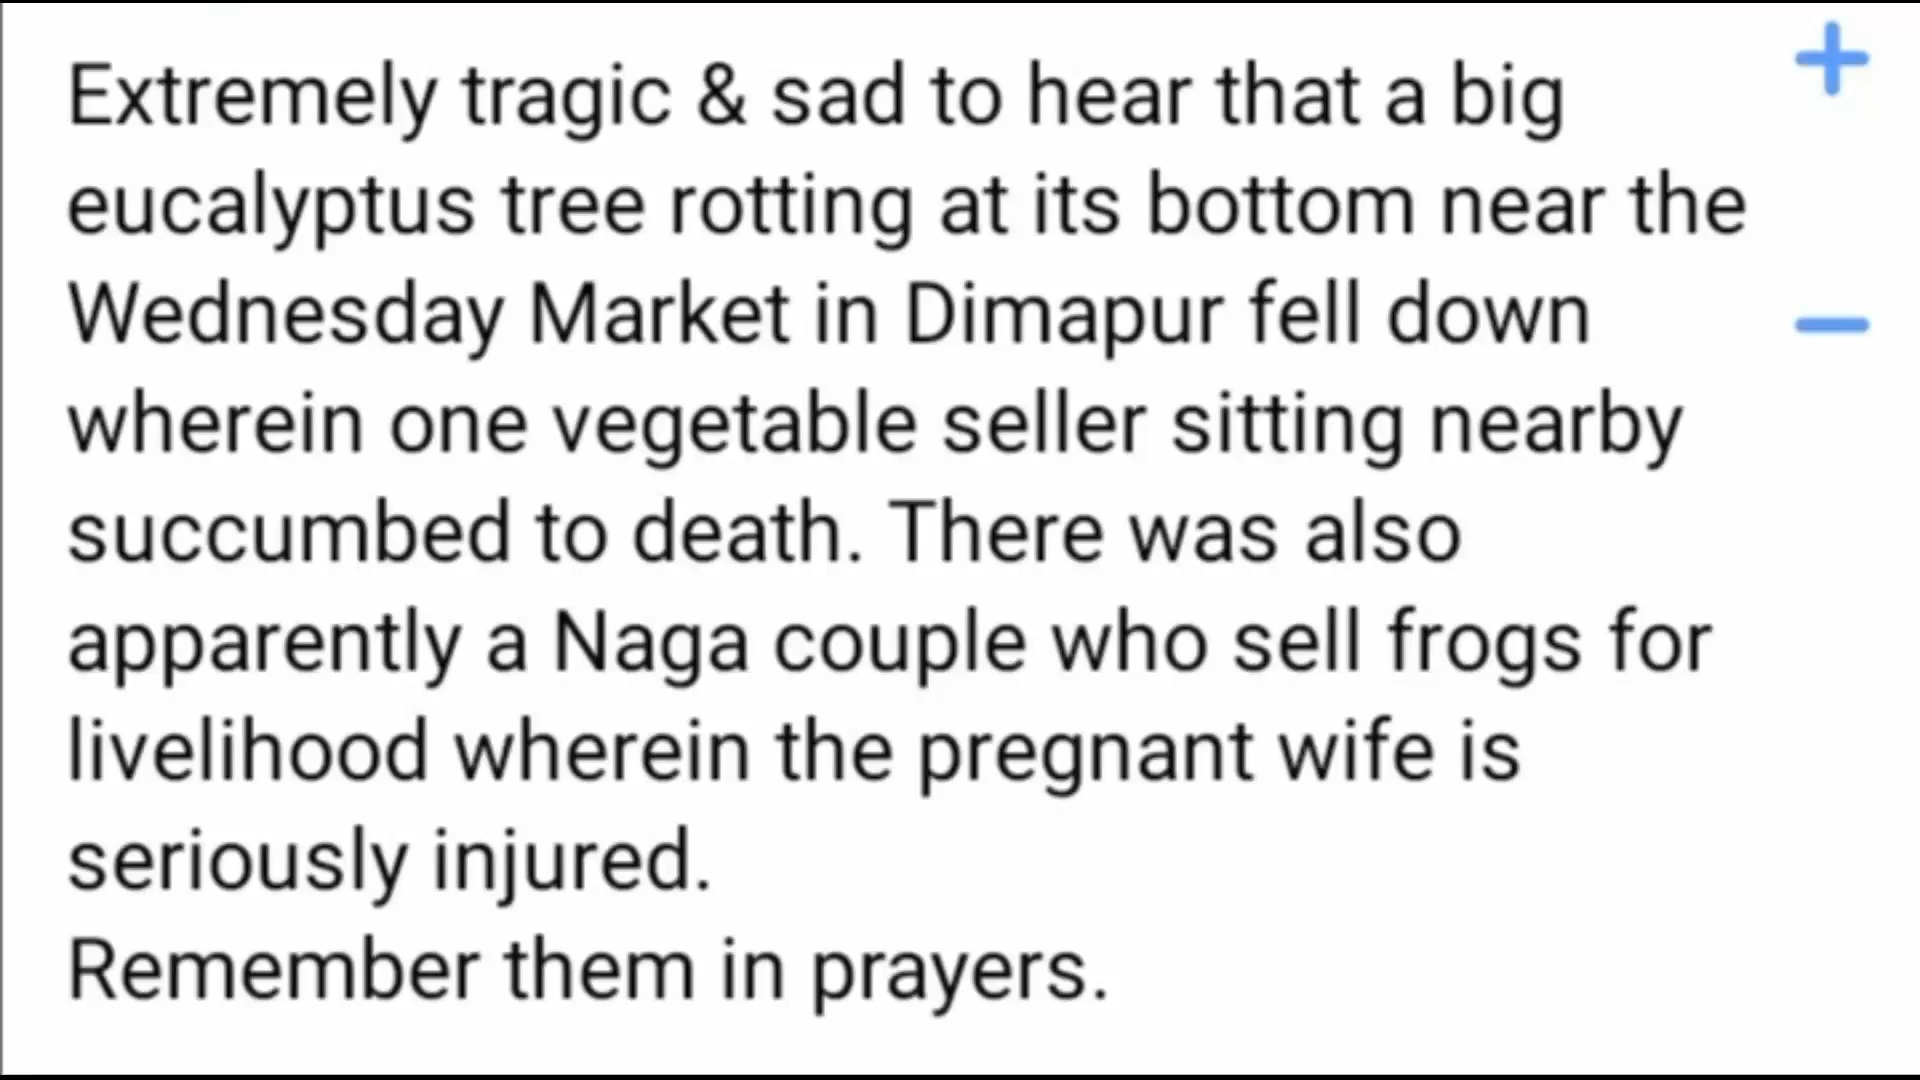 Extremely tragic & sad to hear that a big
eucalyptus tree rotting at its bottom near the
Wednesday Market in Dimapur fell down
wherein one vegetable seller sitting nearby
succumbed to death. There was also
apparently a Naga couple who sell frogs for
livelihood wherein the pregnant wife is
seriously injured.
Remember them in prayers.